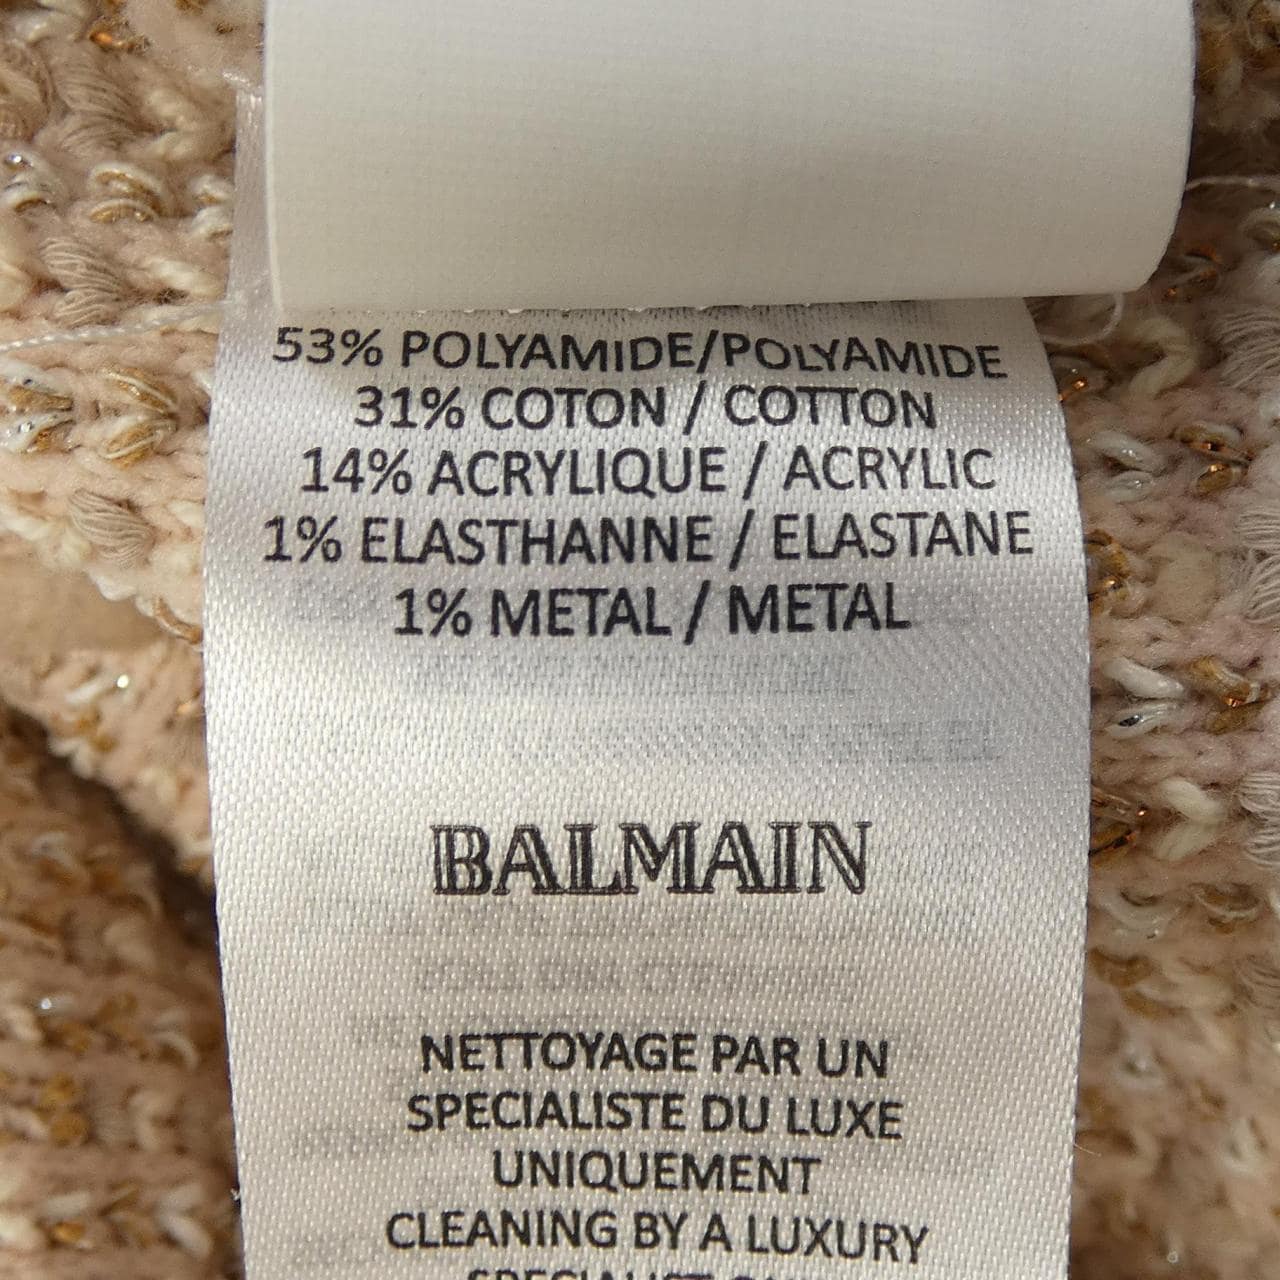 53% POLYAMIDE/POLYAMIDE
31% COTON / COTTON
14% ACRYLIQUE / ACRYLIC
1% ELASTHANNE / ELASTANE
1% METAL / METAL
BALMAIN
NETTOYAGE PAR UN
SPECIALISTE DU LUXE
UNIQUEMENT
CLEANING BY A LUXURY